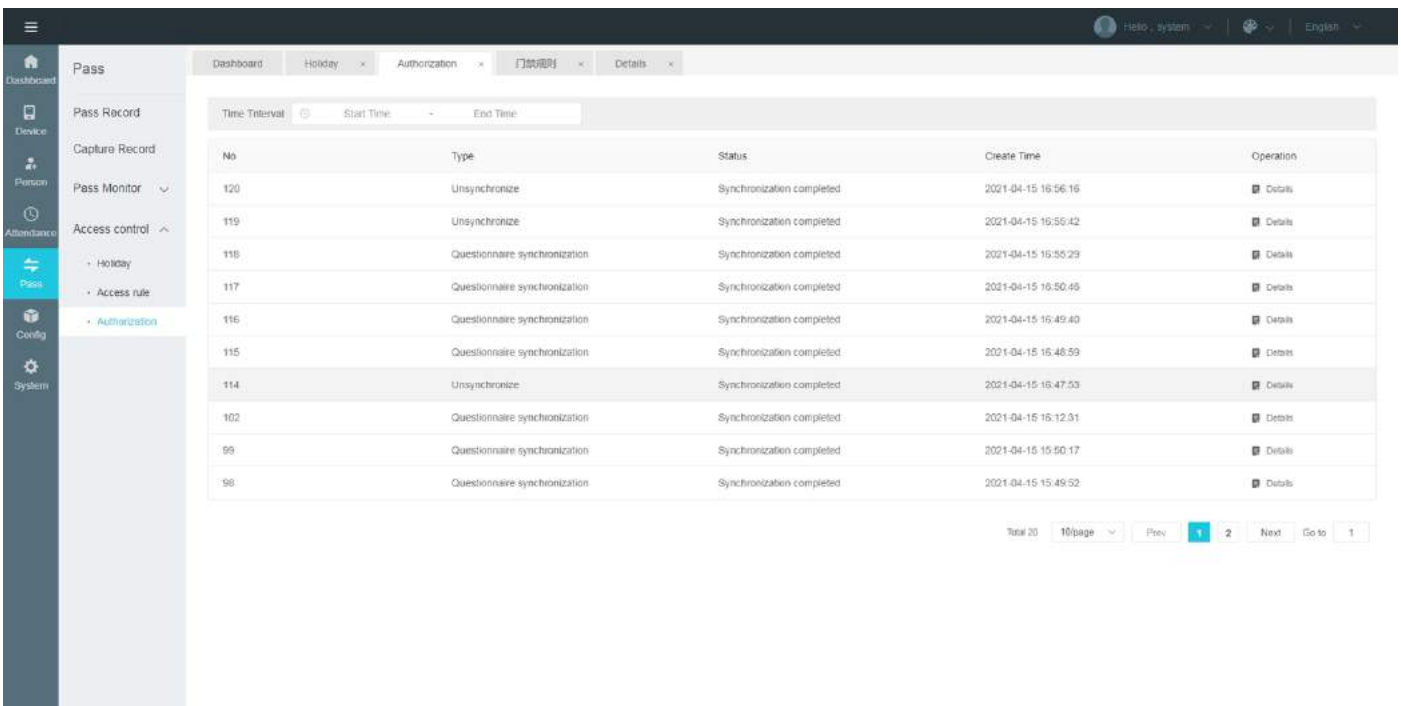 Hello , system | | English
Dashboard
Device
Person
Attendance
Pass
Config
System
Pass
Pass Record
Capture Record
Pass Monitor
Access control
Holiday
Access rule
Authorization
Dashboard Holiday × Authorization × 门禁规则 × Details ×
Time Tnterval Start Time - End Time
No Type Status Create Time Operation
120 Unsynchronize Synchronization completed 2021-04-15 16:56:16 Details
119 Unsynchronize Synchronization completed 2021-04-15 16:55:42 Details
118 Questionnaire synchronization Synchronization completed 2021-04-15 16:55:29 Details
117 Questionnaire synchronization Synchronization completed 2021-04-15 16:50:46 Details
116 Questionnaire synchronization Synchronization completed 2021-04-15 16:49:40 Details
115 Questionnaire synchronization Synchronization completed 2021-04-15 16:48:59 Details
114 Unsynchronize Synchronization completed 2021-04-15 16:47:53 Details
102 Questionnaire synchronization Synchronization completed 2021-04-15 16:12:31 Details
99 Questionnaire synchronization Synchronization completed 2021-04-15 15:50:17 Details
98 Questionnaire synchronization Synchronization completed 2021-04-15 15:49:52 Details
Total 20 10/page Prev 1 2 Next Go to 1